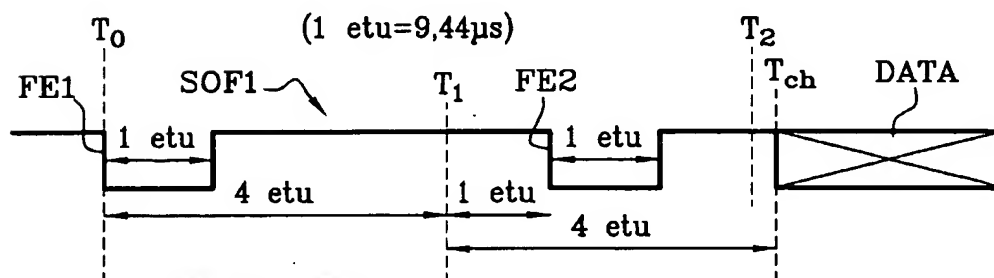 T0 (1 etu=9,44µs) T2
FE1 SOF1 T1 FE2 Tch DATA
1 etu 1 etu
4 etu 1 etu
4 etu